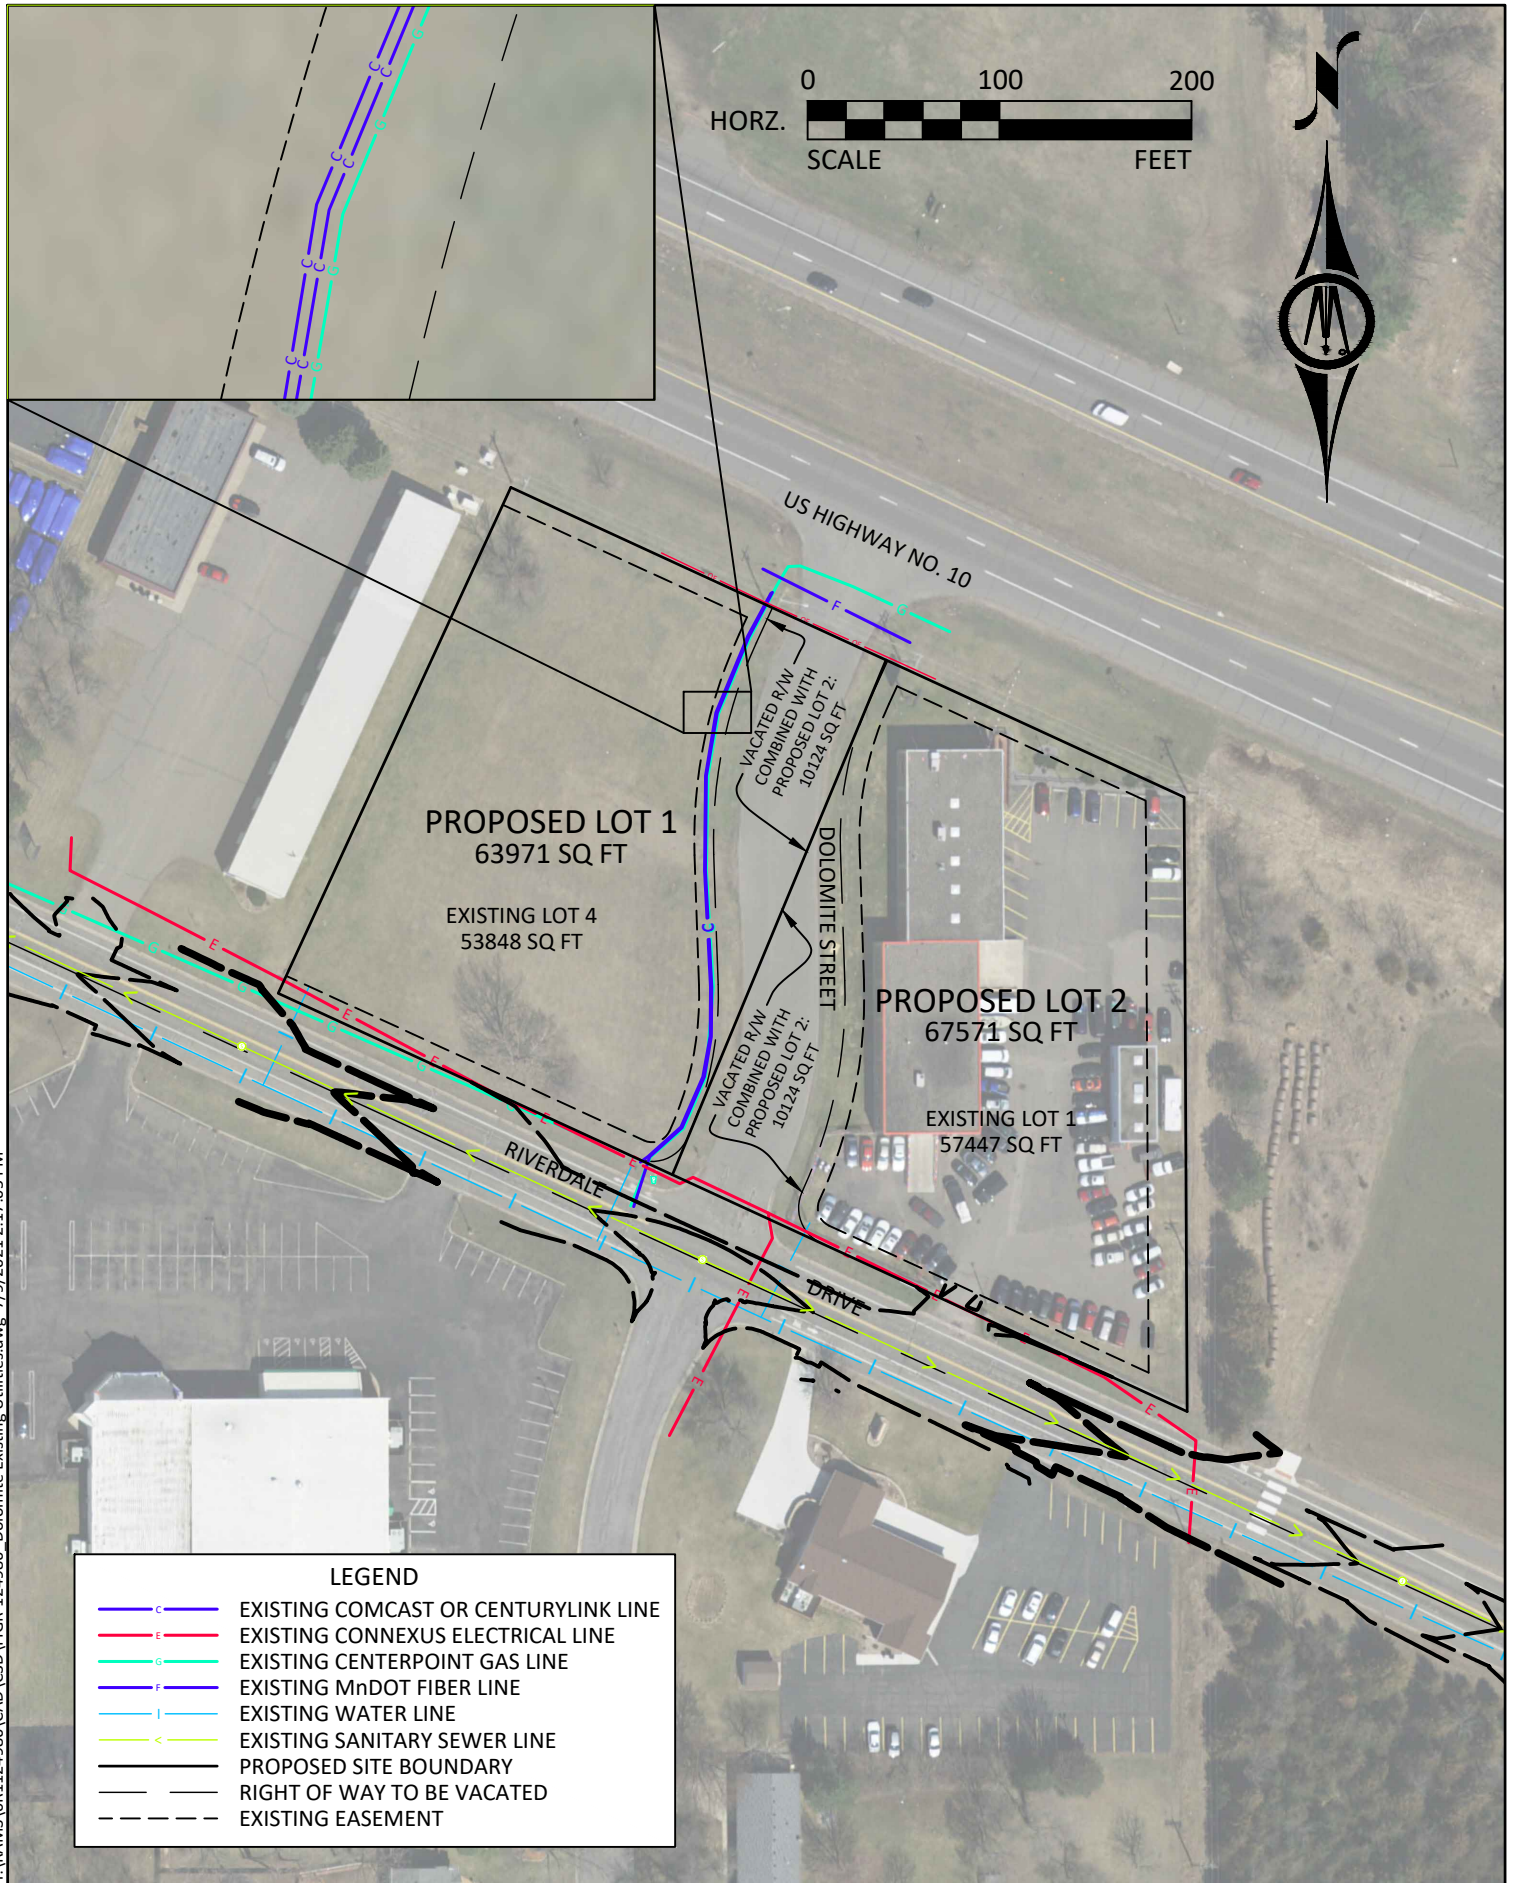 0 100 200
HORZ.
SCALE FEET
N
US HIGHWAY NO. 10
VACATED R/W
COMBINED WITH
PROPOSED LOT 2:
10124 SQ FT
PROPOSED LOT 1
63971 SQ FT
EXISTING LOT 4
53848 SQ FT
DOLOMITE STREET
PROPOSED LOT 2
67571 SQ FT
VACATED R/W
COMBINED WITH
PROPOSED LOT 2:
10124 SQ FT
EXISTING LOT 1
57447 SQ FT
RIVERDALE
DRIVE
LEGEND
C EXISTING COMCAST OR CENTURYLINK LINE
E EXISTING CONNEXUS ELECTRICAL LINE
G EXISTING CENTERPOINT GAS LINE
F EXISTING MnDOT FIBER LINE
I EXISTING WATER LINE
< EXISTING SANITARY SEWER LINE
PROPOSED SITE BOUNDARY
RIGHT OF WAY TO BE VACATED
EXISTING EASEMENT